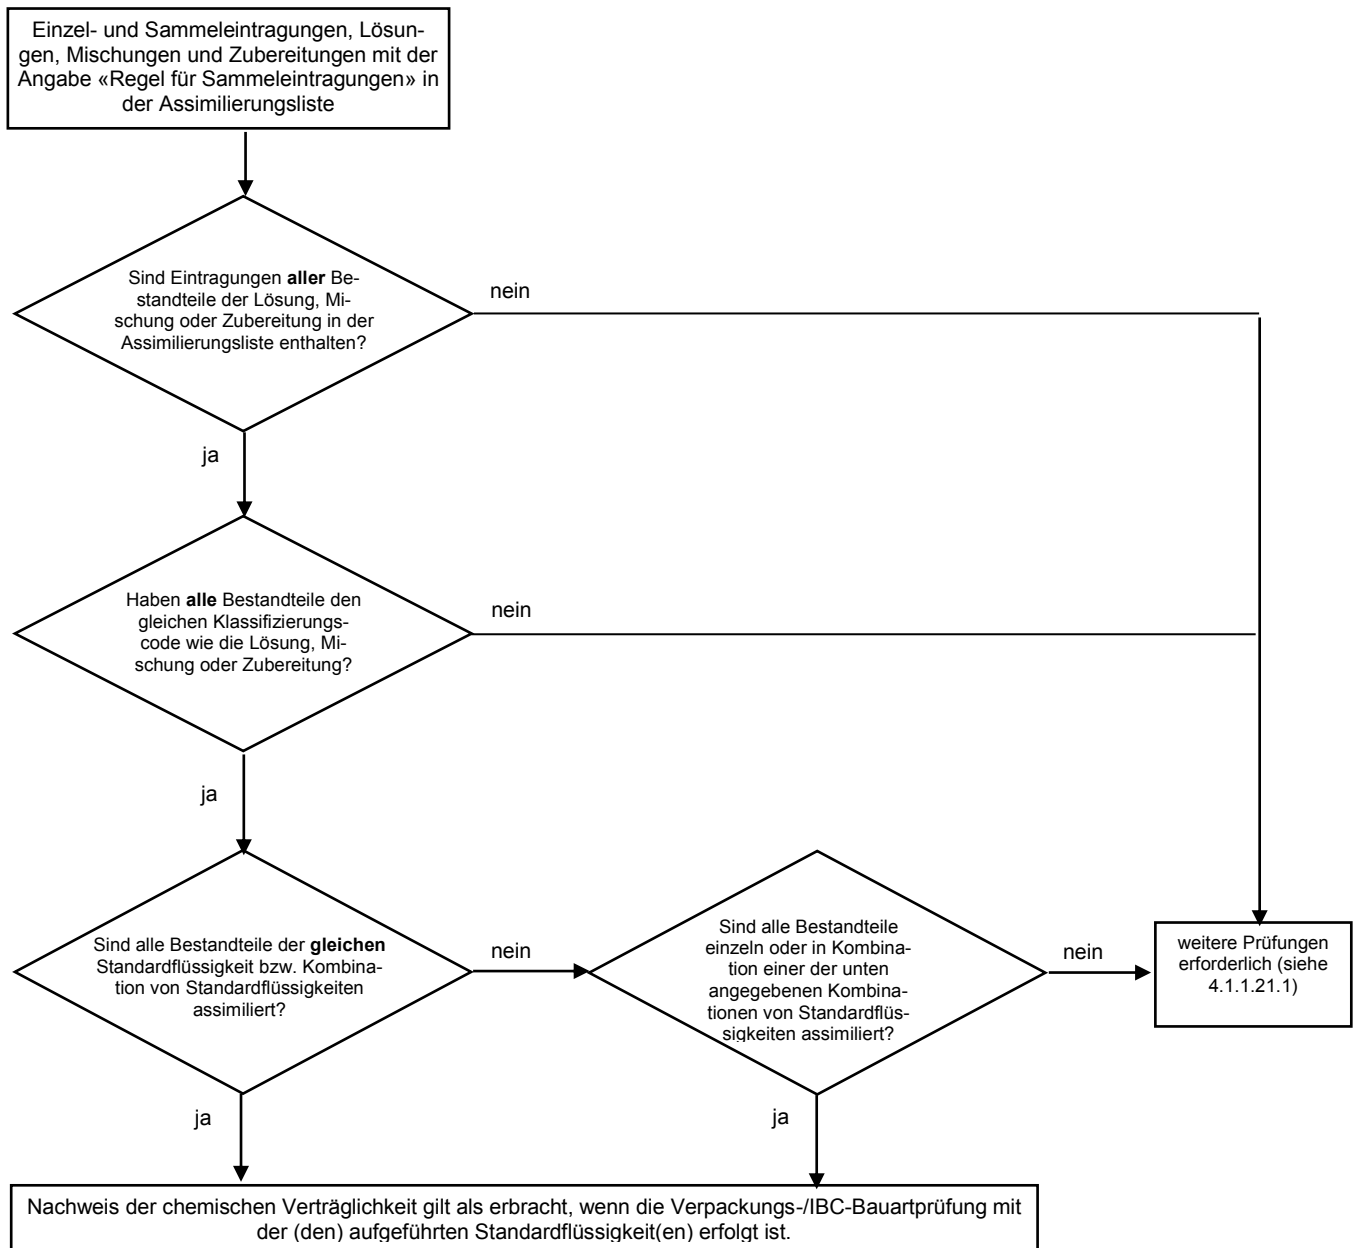 Einzel- und Sammeleintragungen, Lösun-
gen, Mischungen und Zubereitungen mit der
Angabe «Regel für Sammeleintragungen» in
der Assimilierungsliste
Sind Eintragungen aller Be-
standteile der Lösung, Mi-
schung oder Zubereitung in der
Assimilierungsliste enthalten?
nein
ja
Haben alle Bestandteile den
gleichen Klassifizierungs-
code wie die Lösung, Mi-
schung oder Zubereitung?
nein
ja
Sind alle Bestandteile der gleichen
Standardflüssigkeit bzw. Kombina-
tion von Standardflüssigkeiten
assimiliert?
nein
Sind alle Bestandteile
einzeln oder in Kombina-
tion einer der unten
angegebenen Kombina-
tionen von Standardflüs-
sigkeiten assimiliert?
nein
weitere Prüfungen
erforderlich (siehe
4.1.1.21.1)
ja
ja
Nachweis der chemischen Verträglichkeit gilt als erbracht, wenn die Verpackungs-/IBC-Bauartprüfung mit
der (den) aufgeführten Standardflüssigkeit(en) erfolgt ist.